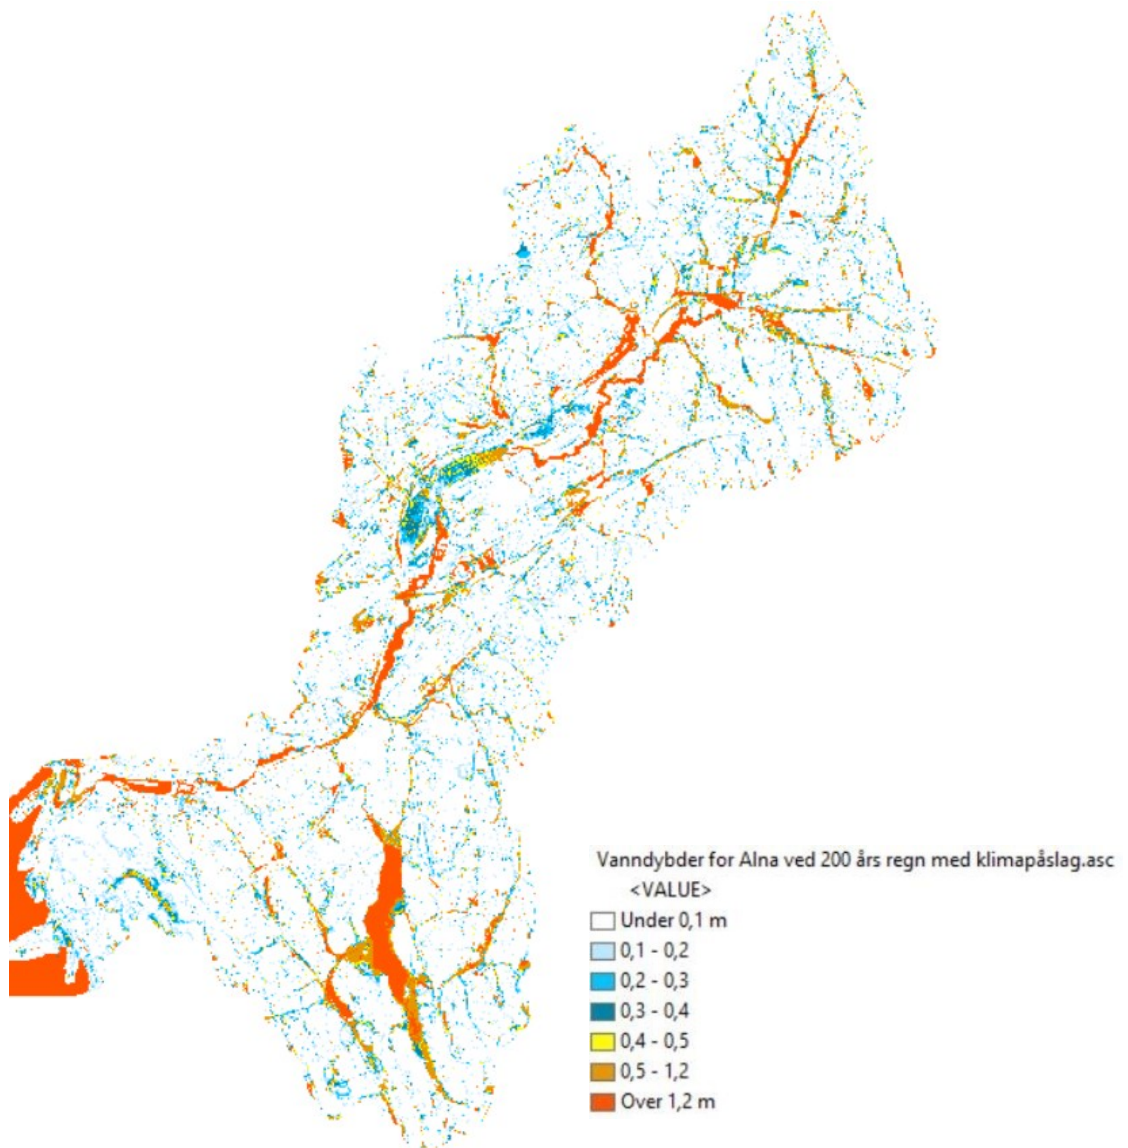 Vanndybder for Alna ved 200 års regn med klimapåslag.asc
<VALUE>
Under 0,1 m
0,1 - 0,2
0,2 - 0,3
0,3 - 0,4
0,4 - 0,5
0,5 - 1,2
Over 1,2 m